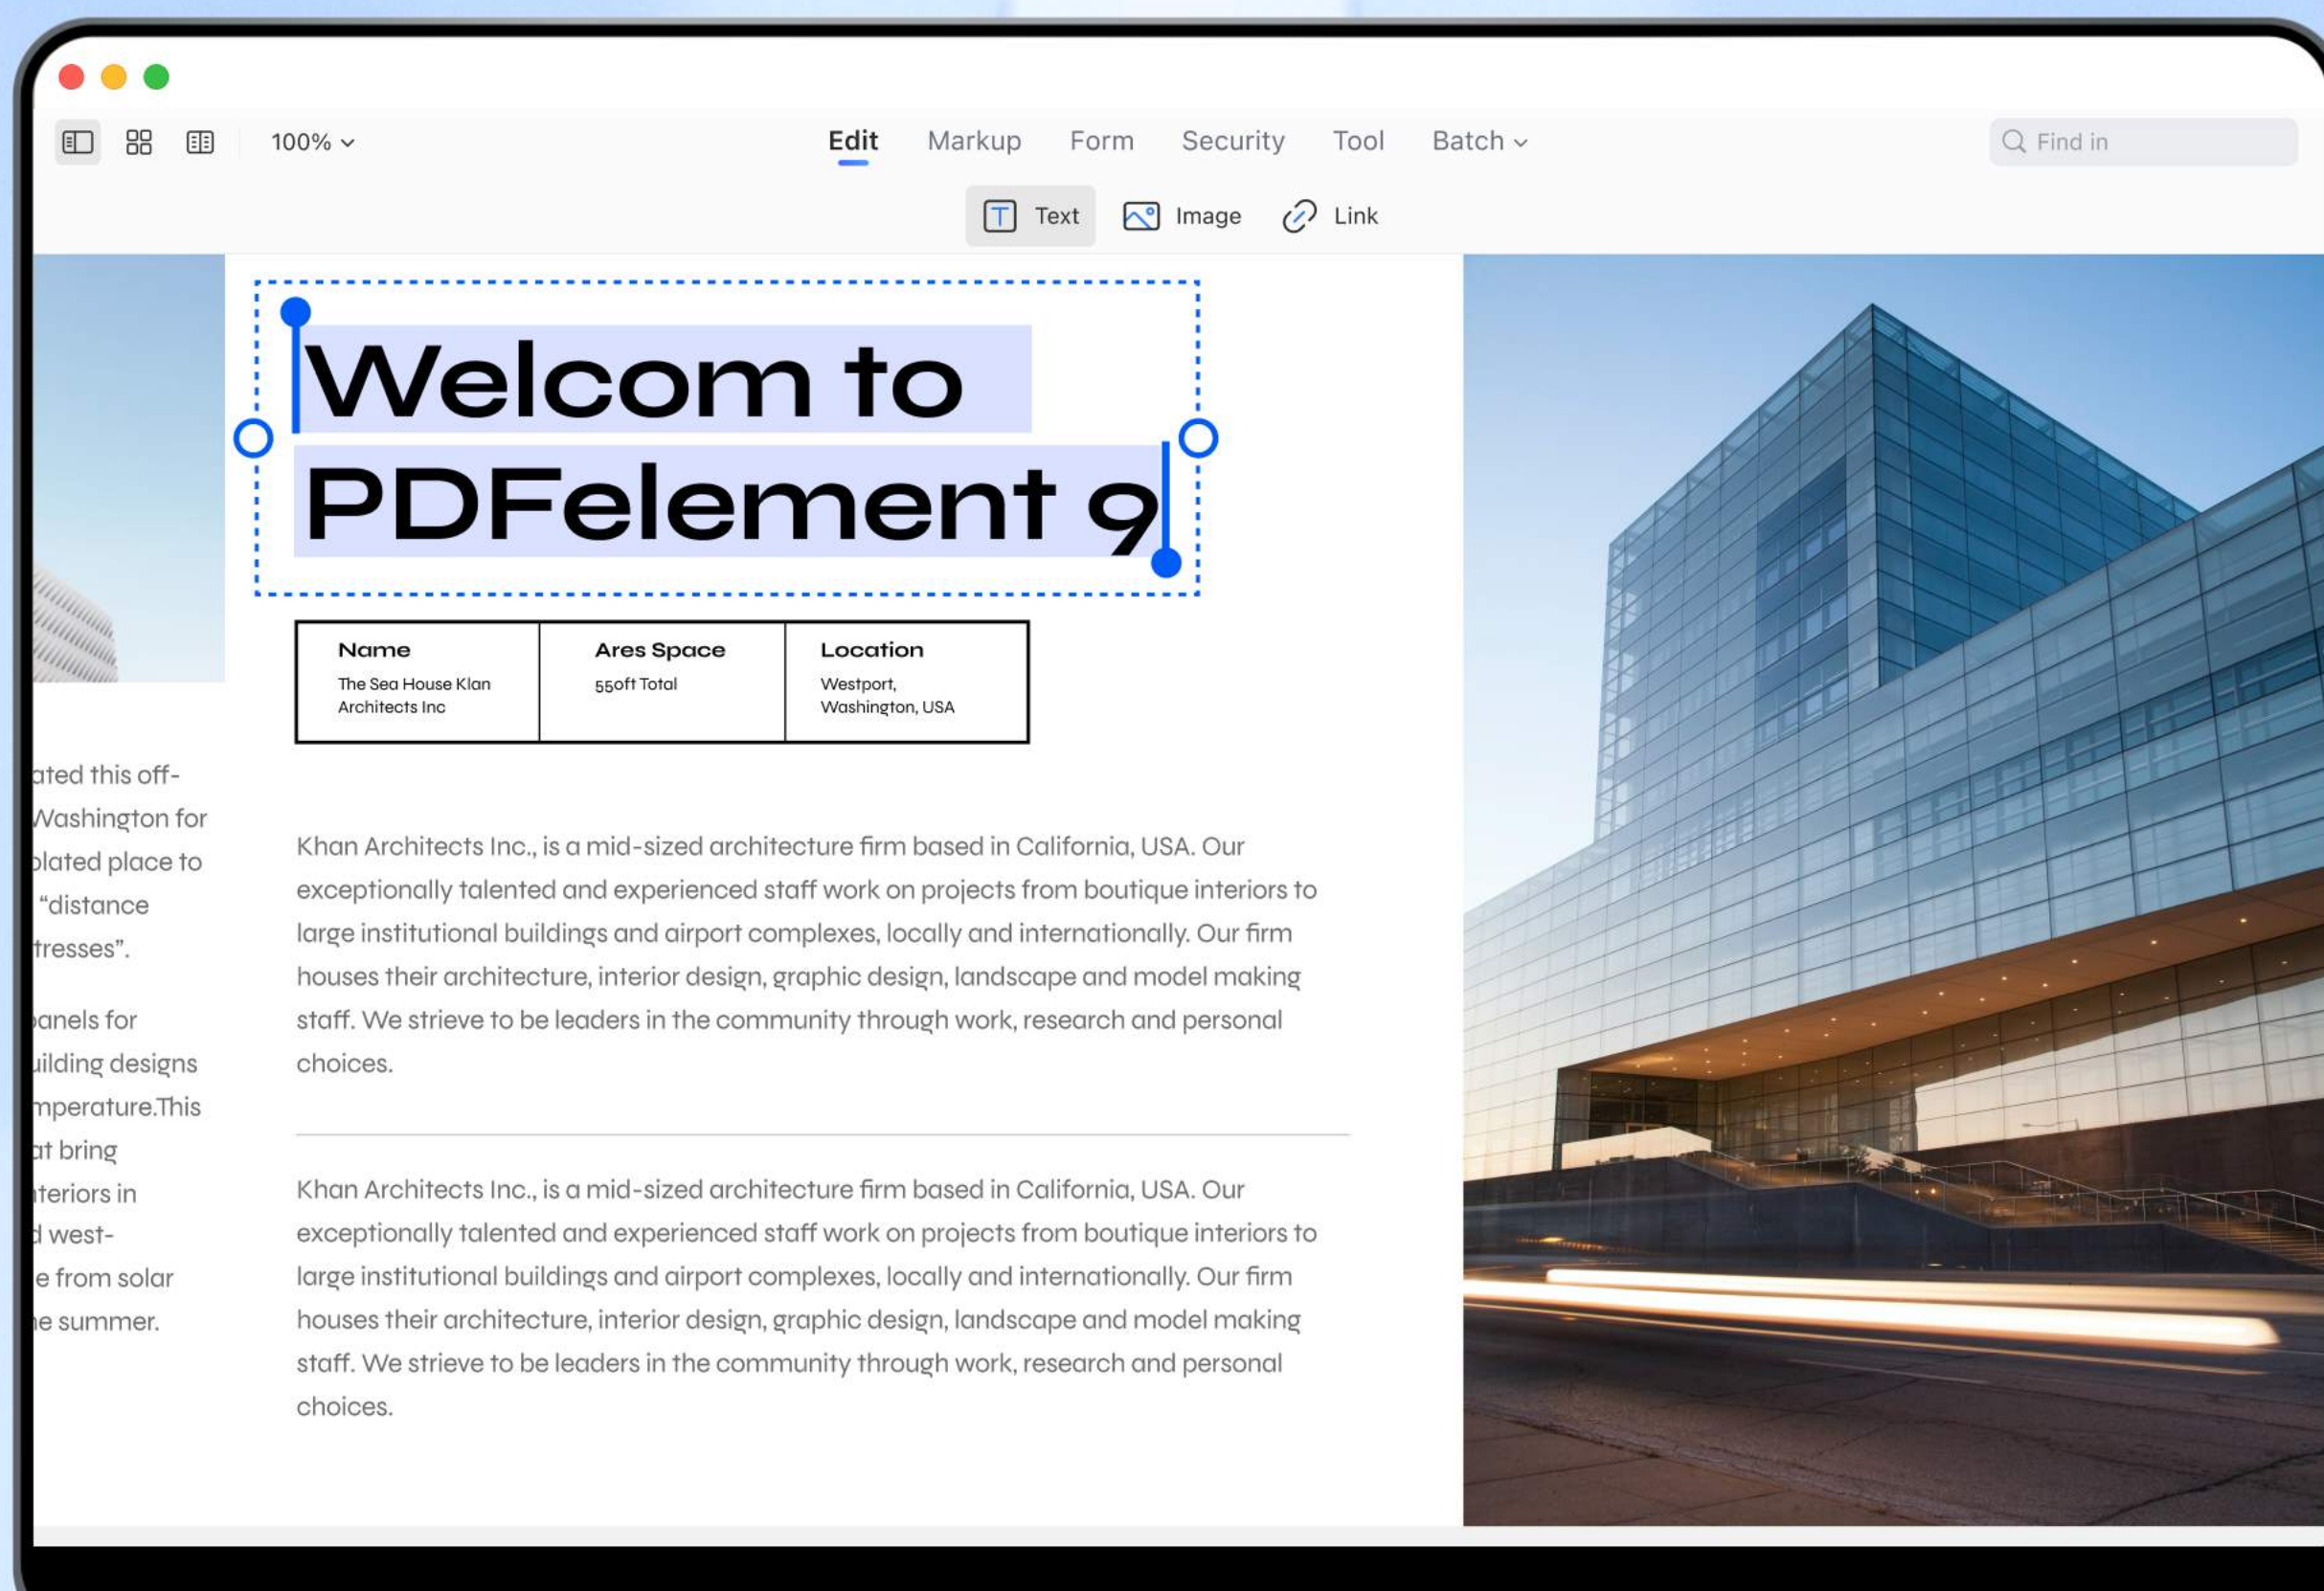 100%
Edit Markup Form Security Tool Batch
Find in
Text Image Link
Welcom to
PDFelement 9
Name
The Sea House Klan
Architects Inc
Ares Space
550ft Total
Location
Westport,
Washington, USA
ated this off-
Washington for
olated place to
“distance
tresses”.
panels for
uilding designs
mperature.This
at bring
nteriors in
d west-
e from solar
he summer.
Khan Architects Inc., is a mid-sized architecture firm based in California, USA. Our
exceptionally talented and experienced staff work on projects from boutique interiors to
large institutional buildings and airport complexes, locally and internationally. Our firm
houses their architecture, interior design, graphic design, landscape and model making
staff. We strieve to be leaders in the community through work, research and personal
choices.
Khan Architects Inc., is a mid-sized architecture firm based in California, USA. Our
exceptionally talented and experienced staff work on projects from boutique interiors to
large institutional buildings and airport complexes, locally and internationally. Our firm
houses their architecture, interior design, graphic design, landscape and model making
staff. We strieve to be leaders in the community through work, research and personal
choices.